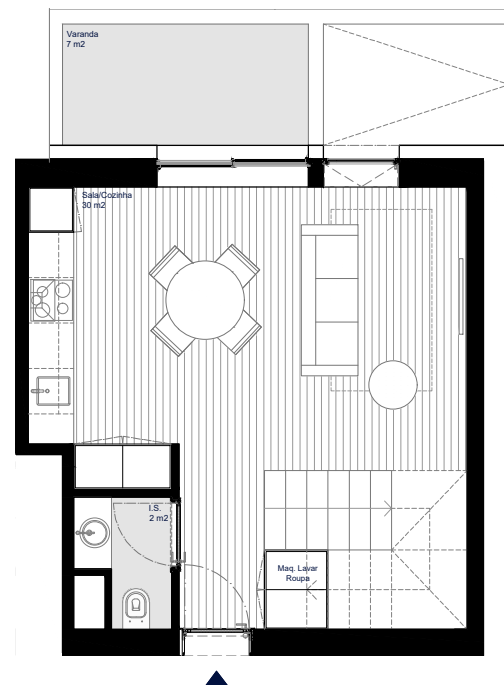 Varanda
7 m2
Sala/Cozinha
30 m2
I.S.
2 m2
Maq. Lavar
Roupa